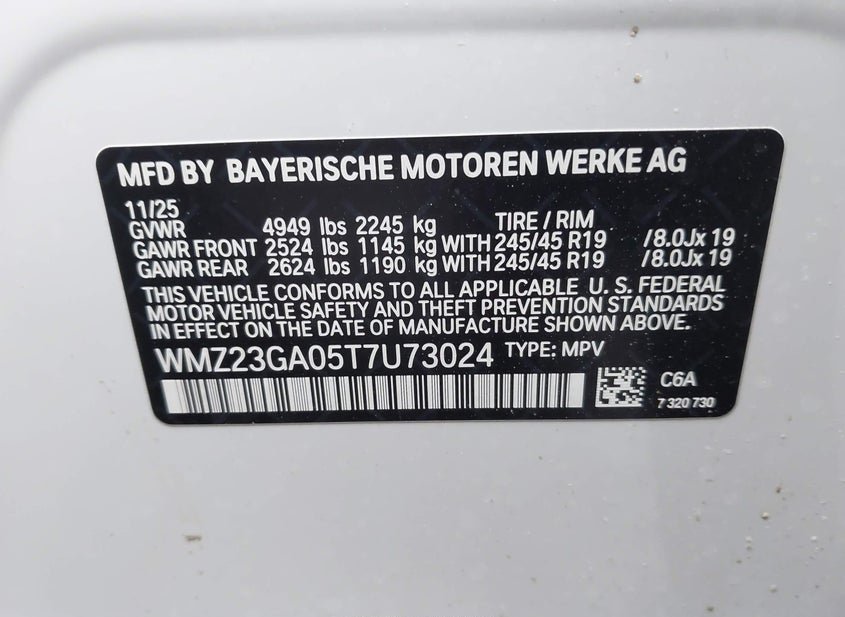 MFD BY BAYERISCHE MOTOREN WERKE AG
11/25
GVWR 4949 lbs 2245 kg TIRE / RIM
GAWR FRONT 2524 lbs 1145 kg WITH 245/45 R19 /8.0Jx 19
GAWR REAR 2624 lbs 1190 kg WITH 245/45 R19 /8.0Jx 19
THIS VEHICLE CONFORMS TO ALL APPLICABLE U. S. FEDERAL
MOTOR VEHICLE SAFETY AND THEFT PREVENTION STANDARDS
IN EFFECT ON THE DATE OF MANUFACTURE SHOWN ABOVE.
WMZ23GA05T7U73024 TYPE: MPV
C6A
7 320 730